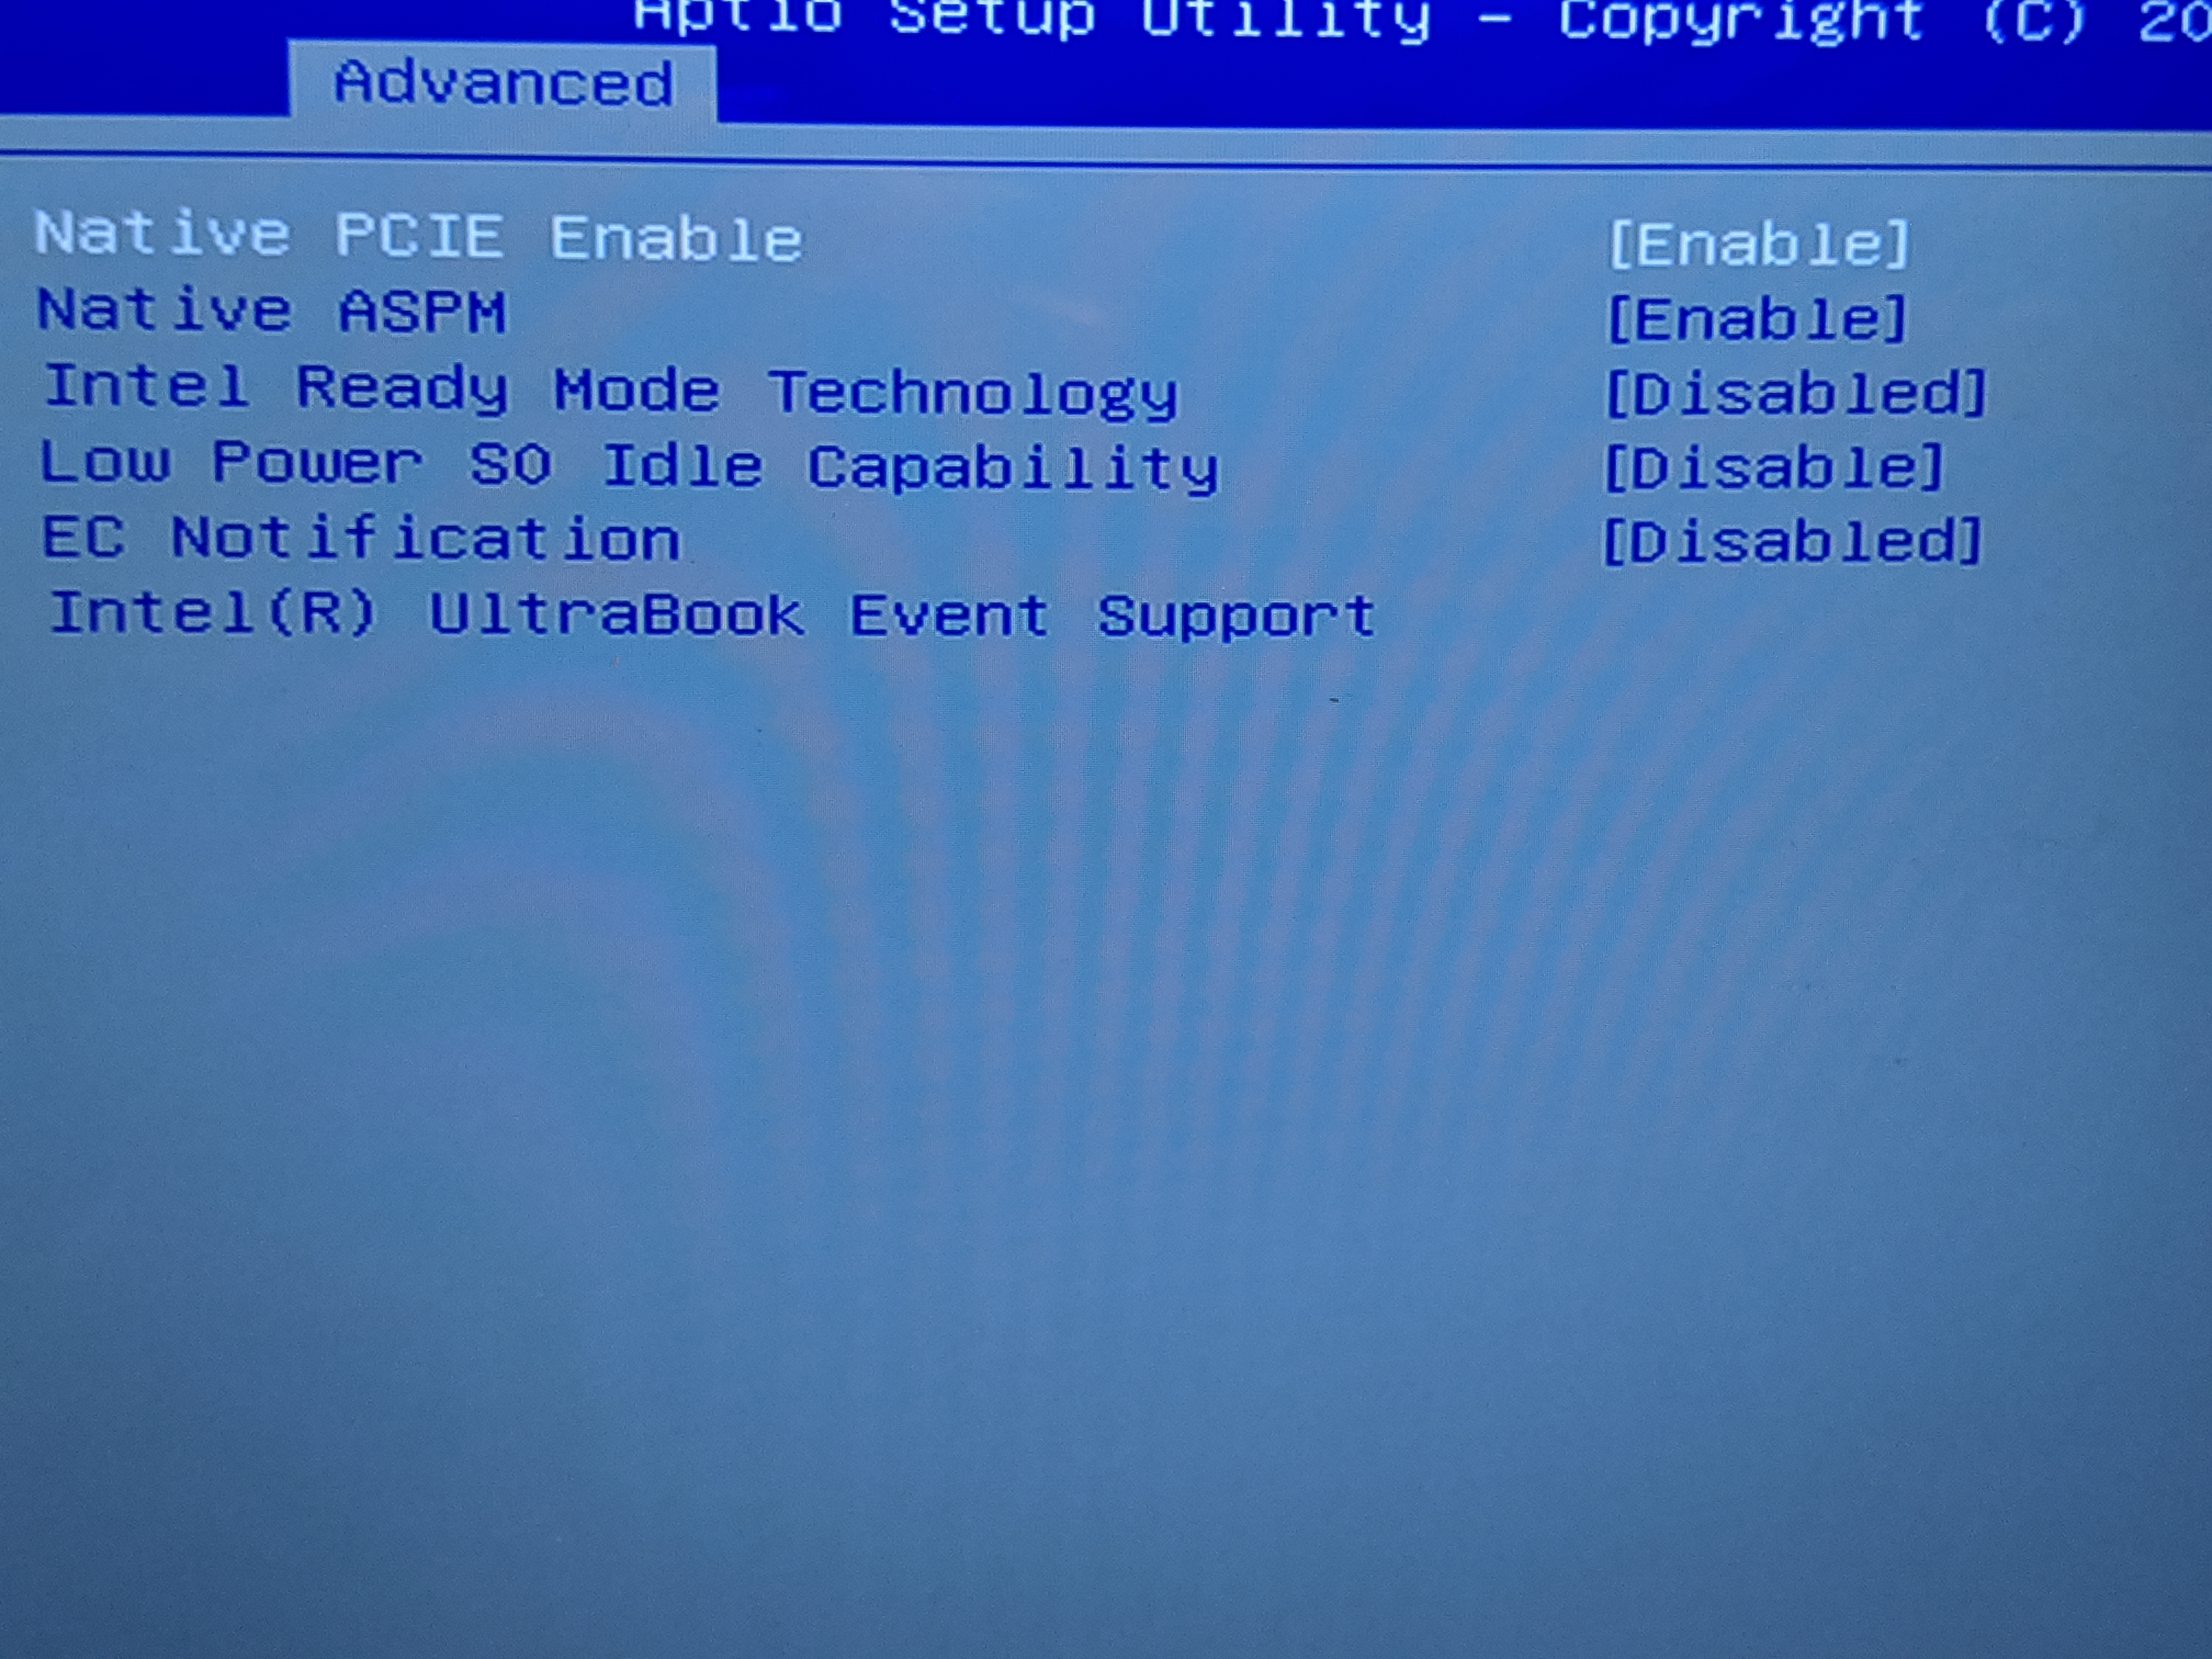 Aptio Setup Utility - Copyright (C) 20
Advanced
Native PCIE Enable [Enable]
Native ASPM [Enable]
Intel Ready Mode Technology [Disabled]
Low Power S0 Idle Capability [Disable]
EC Notification [Disabled]
Intel(R) UltraBook Event Support